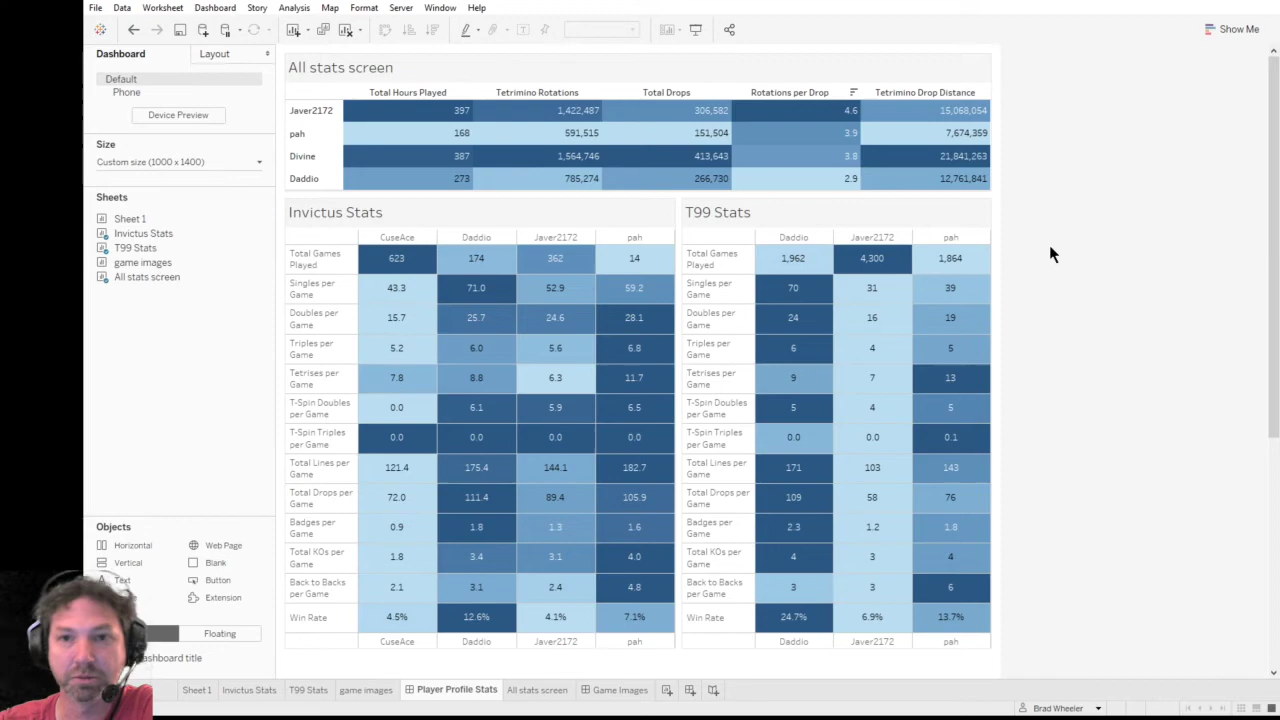 File Data Worksheet Dashboard Story Analysis Map Format Server Window Help
Show Me
Dashboard Layout
Default
Phone
Device Preview
Size
Custom size (1000 x 1400)
Sheets
Sheet 1
Invictus Stats
T99 Stats
game images
All stats screen
Objects
Horizontal Web Page
Vertical Blank
Text Button
Extension
Floating
ashboard title
All stats screen
Total Hours Played Tetrimino Rotations Total Drops Rotations per Drop Tetrimino Drop Distance
Javer2172 397 1,422,487 306,582 4.6 15,068,054
pah 168 591,515 151,504 3.9 7,674,359
Divine 387 1,564,746 413,643 3.8 21,841,263
Daddio 273 785,274 266,730 2.9 12,761,841
Invictus Stats
CuseAce Daddio Javer2172 pah
Total Games
Played 623 174 362 14
Singles per
Game 43.3 71.0 52.9 59.2
Doubles per
Game 15.7 25.7 24.6 28.1
Triples per
Game 5.2 6.0 5.6 6.8
Tetrises per
Game 7.8 8.8 6.3 11.7
T-Spin Doubles
per Game 0.0 6.1 5.9 6.5
T-Spin Triples
per Game 0.0 0.0 0.0 0.0
Total Lines per
Game 121.4 175.4 144.1 182.7
Total Drops per
Game 72.0 111.4 89.4 105.9
Badges per
Game 0.9 1.8 1.3 1.6
Total KOs per
Game 1.8 3.4 3.1 4.0
Back to Backs
per Game 2.1 3.1 2.4 4.8
Win Rate 4.5% 12.6% 4.1% 7.1%
CuseAce Daddio Javer2172 pah
T99 Stats
Daddio Javer2172 pah
Total Games
Played 1,962 4,300 1,864
Singles per
Game 70 31 39
Doubles per
Game 24 16 19
Triples per
Game 6 4 5
Tetrises per
Game 9 7 13
T-Spin Doubles
per Game 5 4 5
T-Spin Triples
per Game 0.0 0.0 0.1
Total Lines per
Game 171 103 143
Total Drops per
Game 109 58 76
Badges per
Game 2.3 1.2 1.8
Total KOs per
Game 4 3 4
Back to Backs
per Game 3 3 6
Win Rate 24.7% 6.9% 13.7%
Daddio Javer2172 pah
Sheet 1 Invictus Stats T99 Stats game images Player Profile Stats All stats screen Game Images
Brad Wheeler